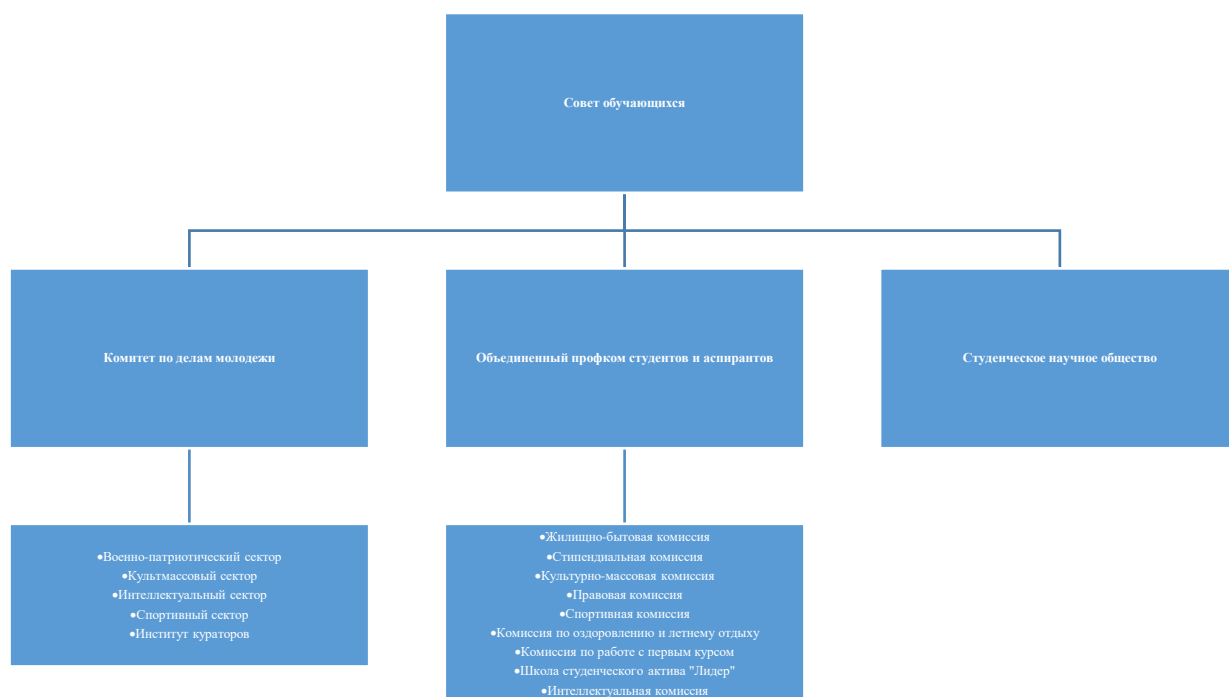 Совет обучающихся
Комитет по делам молодежи
Объединенный профком студентов и аспирантов
Студенческое научное общество
•Военно-патриотический сектор
•Культмассовый сектор
•Интеллектуальный сектор
•Спортивный сектор
•Институт кураторов
•Жилищно-бытовая комиссия
•Стипендиальная комиссия
•Культурно-массовая комиссия
•Правовая комиссия
•Спортивная комиссия
•Комиссия по оздоровлению и летнему отдыху
•Комиссия по работе с первым курсом
•Школа студенческого актива "Лидер"
•Интеллектуальная комиссия